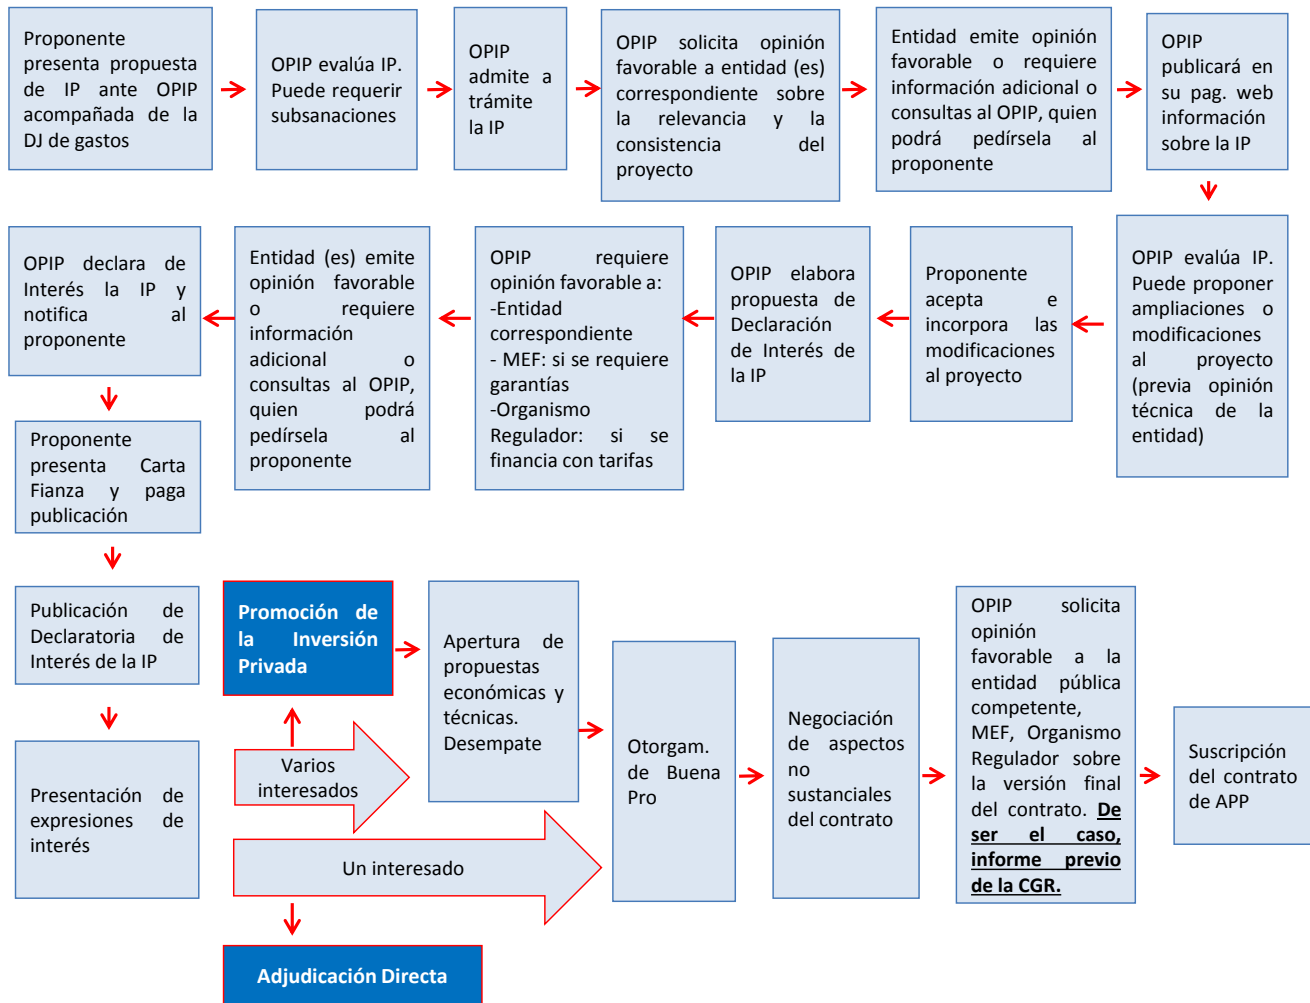 Proponente
presenta propuesta
de IP ante OPIP
acompañada de la
DJ de gastos
OPIP evalúa IP.
Puede requerir
subsanaciones
OPIP
admite a
trámite
la IP
OPIP solicita opinión
favorable a entidad (es)
correspondiente sobre
la relevancia y la
consistencia del
proyecto
Entidad emite opinión
favorable o requiere
información adicional o
consultas al OPIP, quien
podrá pedírsela al
proponente
OPIP
publicará en
su pag. web
información
sobre la IP
OPIP evalúa IP.
Puede proponer
ampliaciones o
modificaciones
al proyecto
(previa opinión
técnica de la
entidad)
Proponente
acepta e
incorpora las
modificaciones
al proyecto
OPIP elabora
propuesta de
Declaración
de Interés de
la IP
OPIP requiere
opinión favorable a:
-Entidad
correspondiente
- MEF: si se requiere
garantías
-Organismo
Regulador: si se
financia con tarifas
Entidad (es) emite
opinión favorable
o requiere
información
adicional o
consultas al OPIP,
quien podrá
pedírsela al
proponente
OPIP declara de
Interés la IP y
notifica al
proponente
Proponente
presenta Carta
Fianza y paga
publicación
Publicación de
Declaratoria de
Interés de la IP
Presentación de
expresiones de
interés
Promoción de
la Inversión
Privada
Varios
interesados
Un interesado
Adjudicación Directa
Apertura de
propuestas
económicas y
técnicas.
Desempate
Otorgam.
de Buena
Pro
Negociación
de aspectos
no
sustanciales
del contrato
OPIP solicita
opinión
favorable a la
entidad pública
competente,
MEF, Organismo
Regulador sobre
la versión final
del contrato. De
ser el caso,
informe previo
de la CGR.
Suscripción
del contrato
de APP